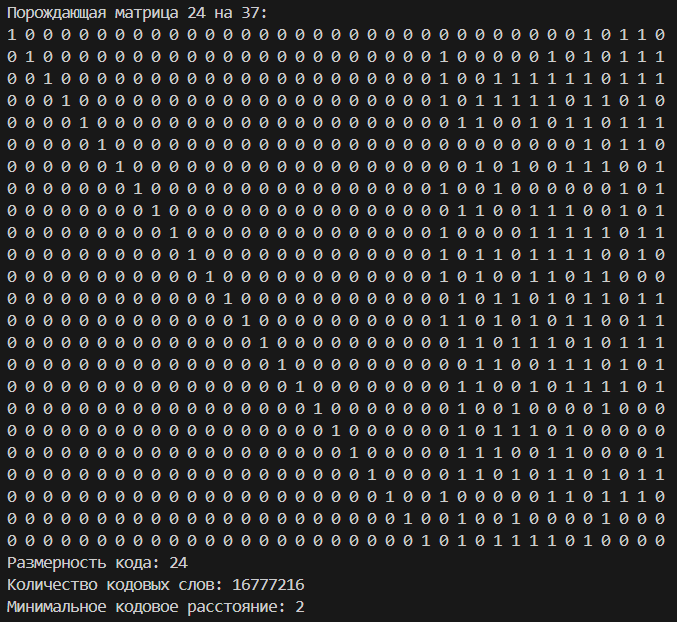 Порождающая матрица 24 на 37:
1 0 0 0 0 0 0 0 0 0 0 0 0 0 0 0 0 0 0 0 0 0 0 0 0 0 0 0 0 0 0 0 1 0 1 1 0
0 1 0 0 0 0 0 0 0 0 0 0 0 0 0 0 0 0 0 0 0 0 0 0 1 0 0 0 0 0 1 0 1 0 1 1 1
0 0 1 0 0 0 0 0 0 0 0 0 0 0 0 0 0 0 0 0 0 0 0 0 1 0 0 1 1 1 1 1 1 0 1 1 1
0 0 0 1 0 0 0 0 0 0 0 0 0 0 0 0 0 0 0 0 0 0 0 0 1 0 1 1 1 1 1 0 1 1 0 1 0
0 0 0 0 1 0 0 0 0 0 0 0 0 0 0 0 0 0 0 0 0 0 0 0 0 1 1 0 0 1 0 1 1 0 1 1 1
0 0 0 0 0 1 0 0 0 0 0 0 0 0 0 0 0 0 0 0 0 0 0 0 0 0 0 0 0 0 0 0 1 0 1 1 0
0 0 0 0 0 0 1 0 0 0 0 0 0 0 0 0 0 0 0 0 0 0 0 0 0 0 1 0 1 0 0 1 1 1 0 0 1
0 0 0 0 0 0 0 1 0 0 0 0 0 0 0 0 0 0 0 0 0 0 0 0 1 0 0 1 0 0 0 0 0 0 1 0 1
0 0 0 0 0 0 0 0 1 0 0 0 0 0 0 0 0 0 0 0 0 0 0 0 0 1 1 0 0 1 1 1 0 0 1 0 1
0 0 0 0 0 0 0 0 0 1 0 0 0 0 0 0 0 0 0 0 0 0 0 0 1 0 0 0 0 1 1 1 1 1 0 1 1
0 0 0 0 0 0 0 0 0 0 1 0 0 0 0 0 0 0 0 0 0 0 0 0 1 0 1 1 0 1 1 1 1 0 0 1 0
0 0 0 0 0 0 0 0 0 0 0 1 0 0 0 0 0 0 0 0 0 0 0 0 1 0 1 0 0 1 1 0 1 1 0 0 0
0 0 0 0 0 0 0 0 0 0 0 0 1 0 0 0 0 0 0 0 0 0 0 0 0 1 0 1 1 0 1 0 1 1 0 1 1
0 0 0 0 0 0 0 0 0 0 0 0 0 1 0 0 0 0 0 0 0 0 0 0 1 1 0 1 0 1 0 1 1 0 0 1 1
0 0 0 0 0 0 0 0 0 0 0 0 0 0 1 0 0 0 0 0 0 0 0 0 0 1 1 0 1 1 1 0 1 0 1 1 1
0 0 0 0 0 0 0 0 0 0 0 0 0 0 0 1 0 0 0 0 0 0 0 0 0 0 1 1 0 0 1 1 1 0 1 0 1
0 0 0 0 0 0 0 0 0 0 0 0 0 0 0 0 1 0 0 0 0 0 0 0 0 1 1 0 0 1 0 1 1 1 1 0 1
0 0 0 0 0 0 0 0 0 0 0 0 0 0 0 0 0 1 0 0 0 0 0 0 0 1 0 0 1 0 0 0 0 1 0 0 0
0 0 0 0 0 0 0 0 0 0 0 0 0 0 0 0 0 0 1 0 0 0 0 0 0 1 0 1 1 1 0 1 0 0 0 0 0
0 0 0 0 0 0 0 0 0 0 0 0 0 0 0 0 0 0 0 1 0 0 0 0 0 1 1 1 0 0 1 1 0 0 0 0 1
0 0 0 0 0 0 0 0 0 0 0 0 0 0 0 0 0 0 0 0 1 0 0 0 0 1 1 0 1 0 1 1 0 1 0 1 1
0 0 0 0 0 0 0 0 0 0 0 0 0 0 0 0 0 0 0 0 0 1 0 0 1 0 0 0 0 0 1 1 0 1 1 1 0
0 0 0 0 0 0 0 0 0 0 0 0 0 0 0 0 0 0 0 0 0 0 1 0 0 1 0 0 1 0 0 0 0 1 0 0 0
0 0 0 0 0 0 0 0 0 0 0 0 0 0 0 0 0 0 0 0 0 0 0 1 0 1 0 1 1 1 1 0 1 0 0 0 0
Размерность кода: 24
Количество кодовых слов: 16777216
Минимальное кодовое расстояние: 2